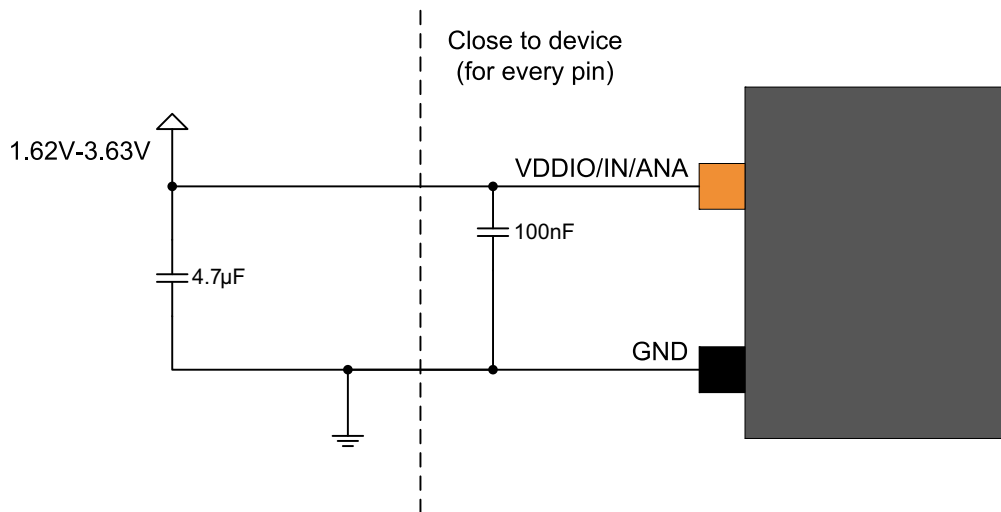 Close to device
(for every pin)
1.62V-3.63V
VDDIO/IN/ANA
100nF
4.7µF
GND